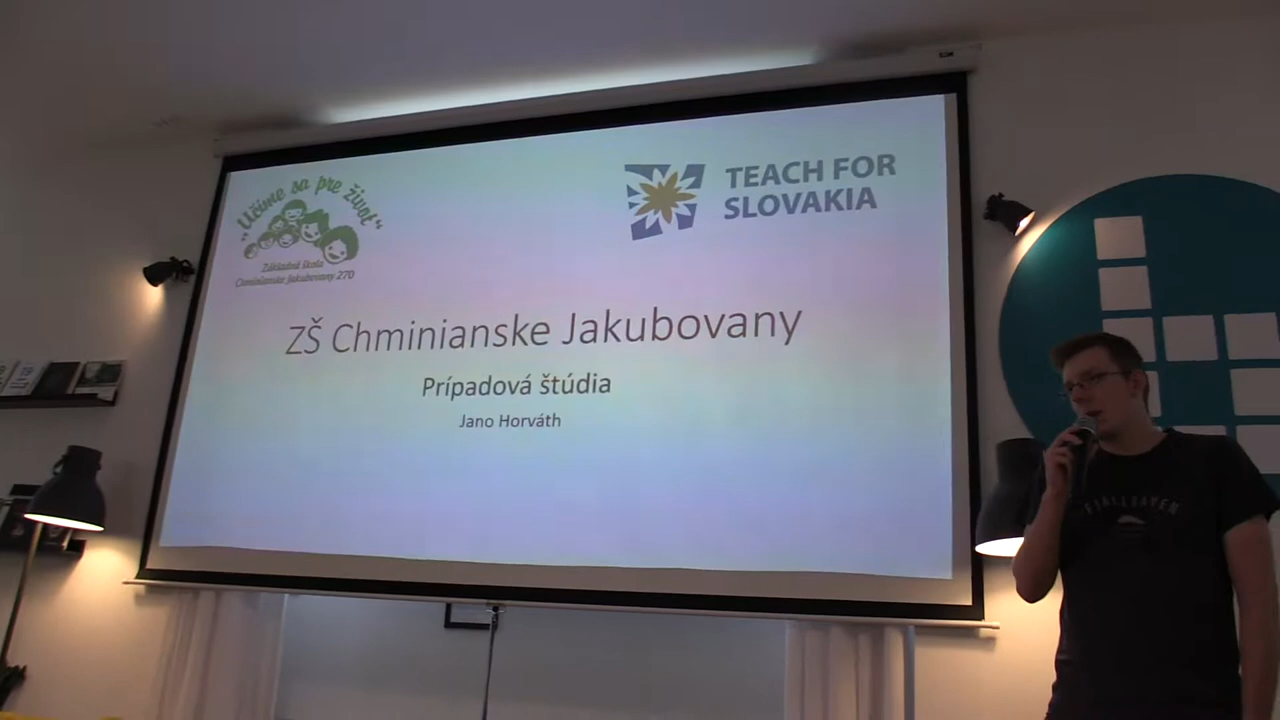 „Učíme sa pre život“
Základná škola
Chminianske Jakubovany 270
TEACH FOR
SLOVAKIA
ZŠ Chminianske Jakubovany
Prípadová štúdia
Jano Horváth
FJALLRAVEN